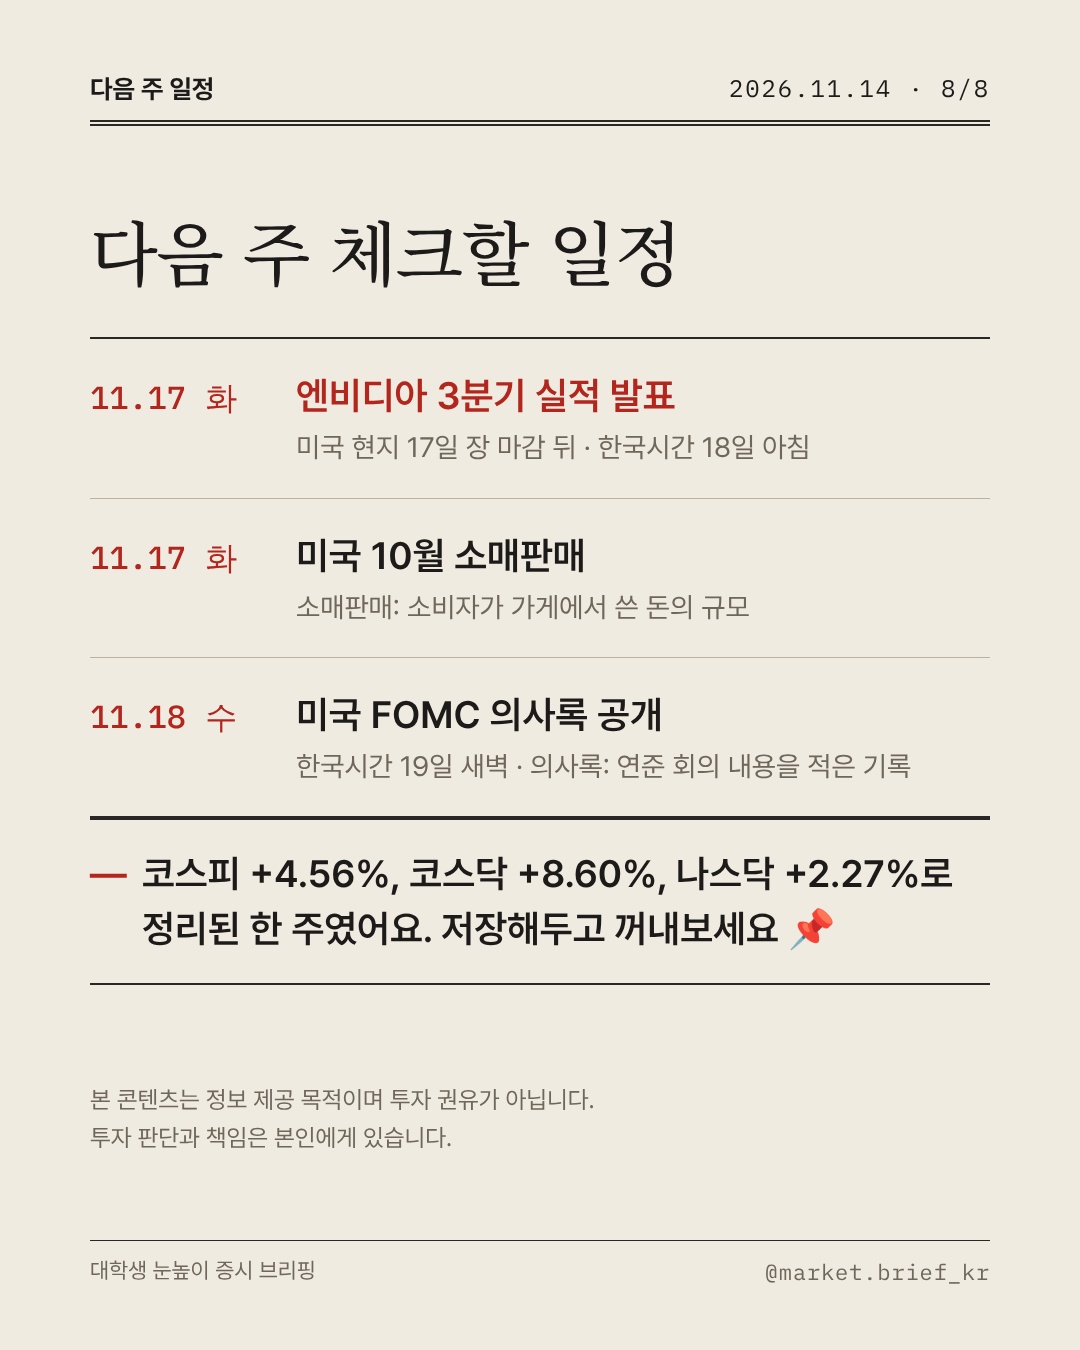 다음 주 일정
2026.11.14 · 8/8
다음 주 체크할 일정
11.17 화
엔비디아 3분기 실적 발표
미국 현지 17일 장 마감 뒤 · 한국시간 18일 아침
11.17 화
미국 10월 소매판매
소매판매: 소비자가 가게에서 쓴 돈의 규모
11.18 수
미국 FOMC 의사록 공개
한국시간 19일 새벽 · 의사록: 연준 회의 내용을 적은 기록
— 코스피 +4.56%, 코스닥 +8.60%, 나스닥 +2.27%로
정리된 한 주였어요. 저장해두고 꺼내보세요 📌
본 콘텐츠는 정보 제공 목적이며 투자 권유가 아닙니다.
투자 판단과 책임은 본인에게 있습니다.
대학생 눈높이 증시 브리핑
@market.brief_kr